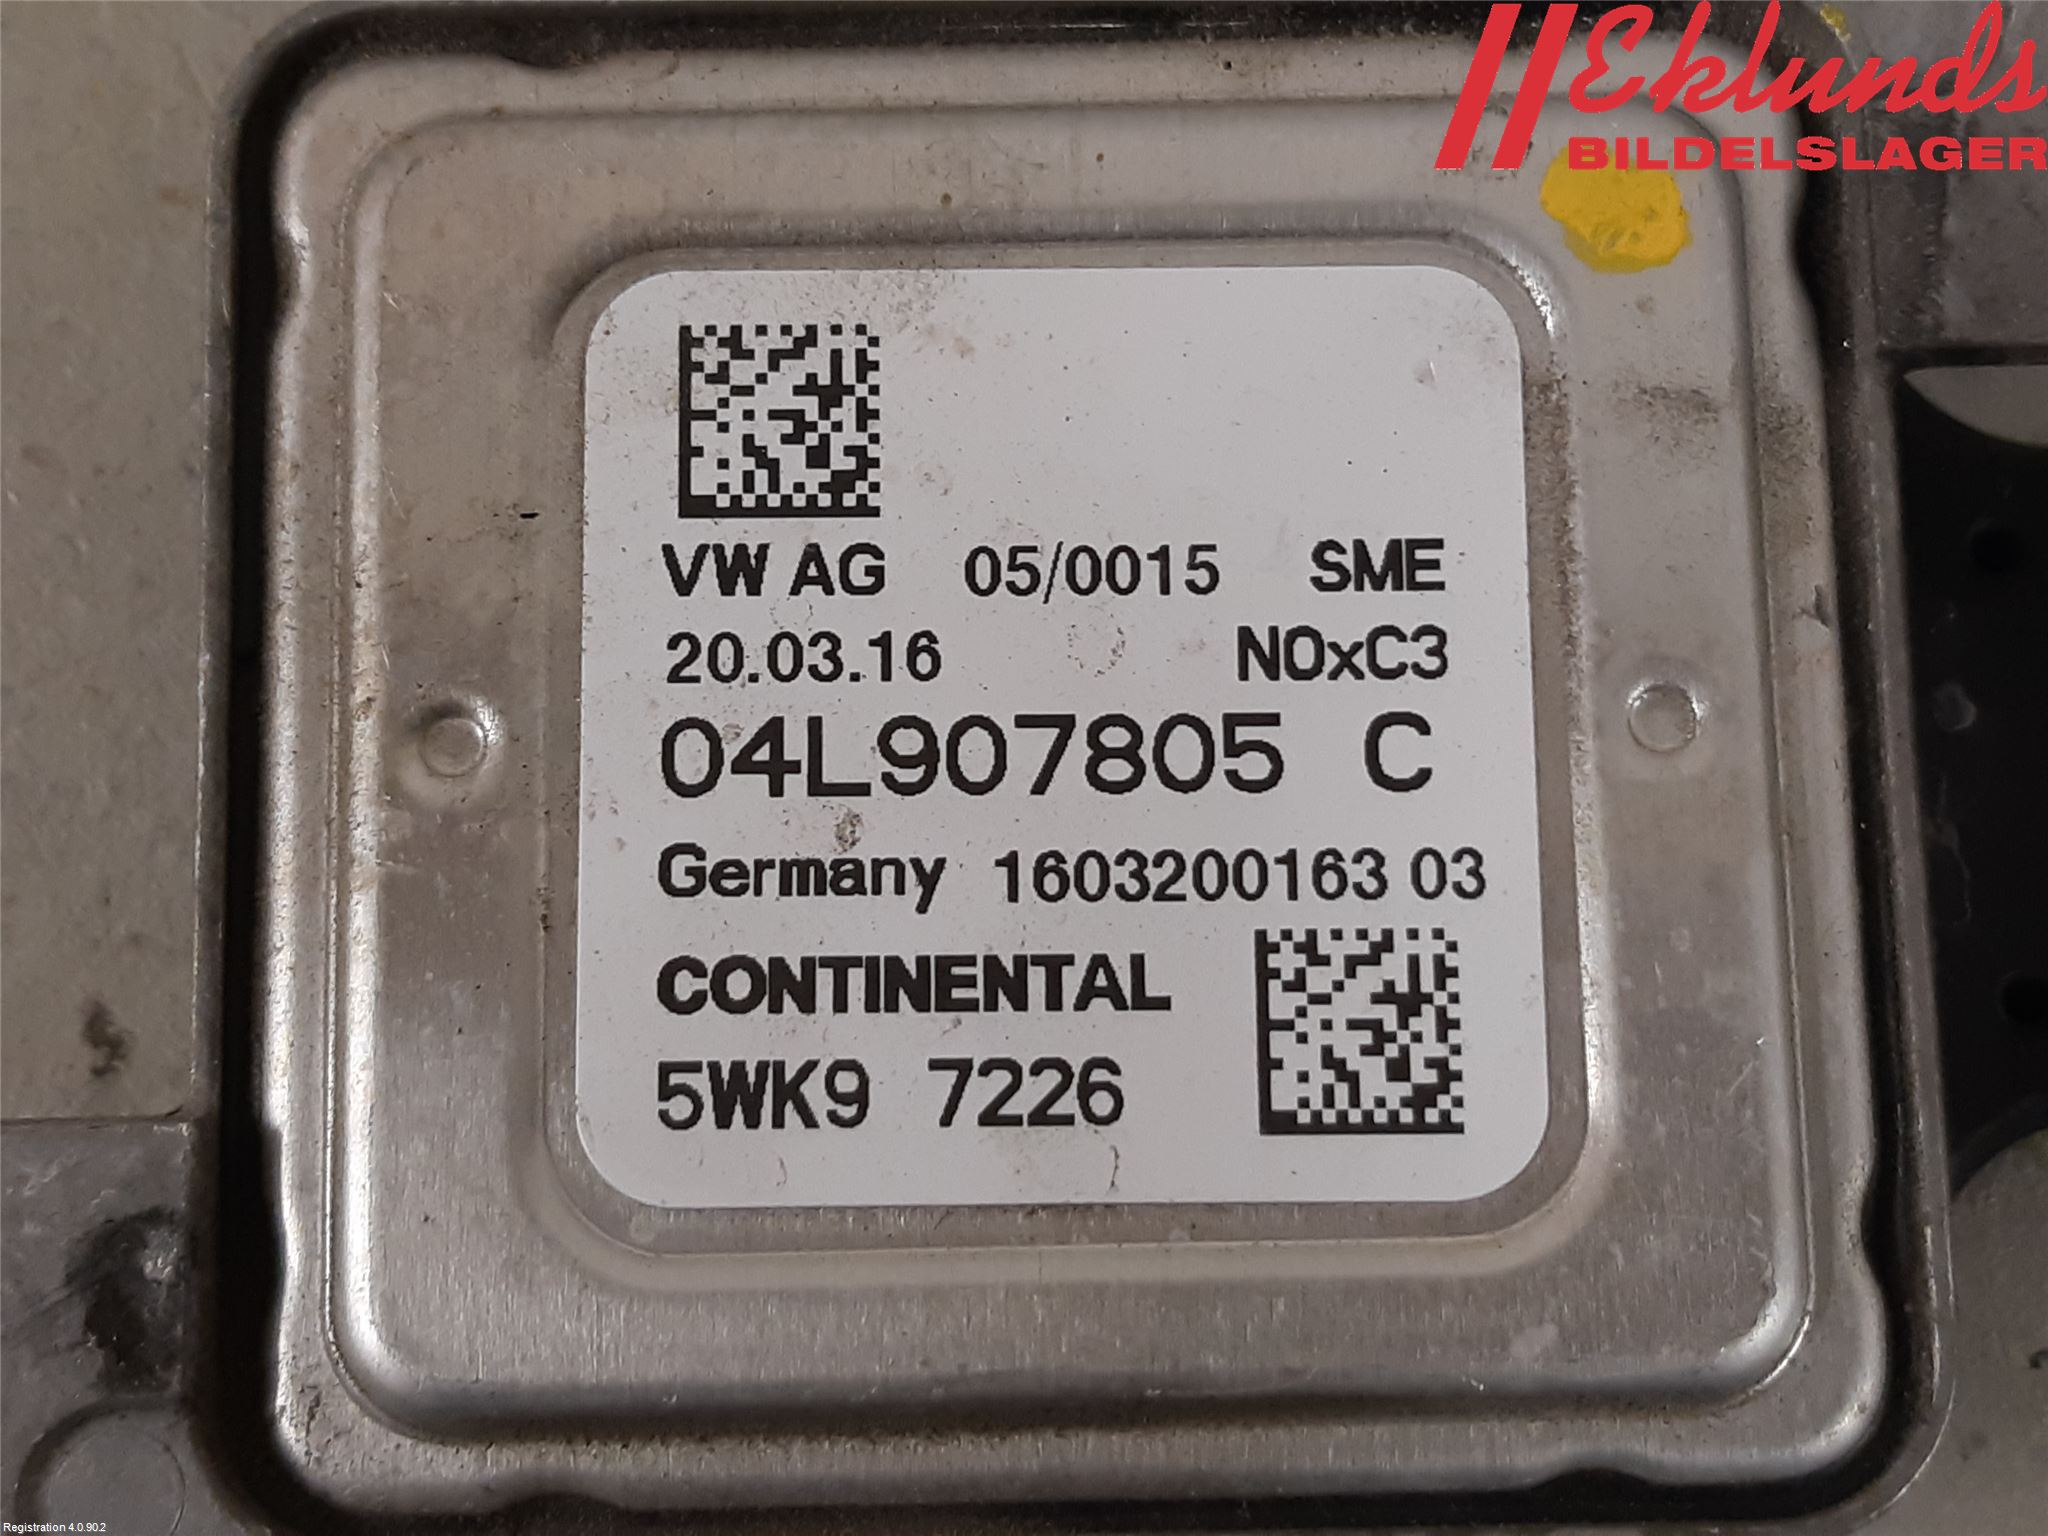 Eklunds
BILDELSLAGER
VW AG 05/0015 SME
20.03.16 NOxC3
04L907805 C
Germany 1603200163 03
CONTINENTAL
5WK9 7226
Registration 4.0.90.2